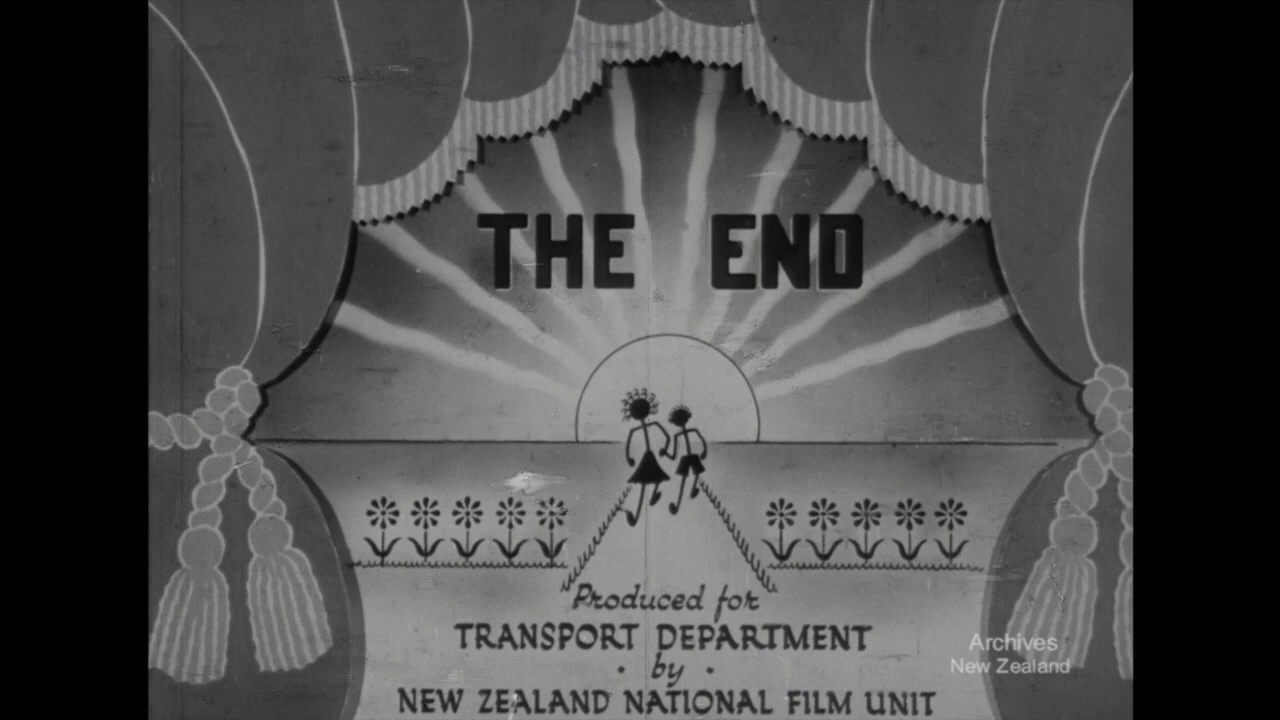 THE END
Produced for
TRANSPORT DEPARTMENT
· by ·
NEW ZEALAND NATIONAL FILM UNIT
Archives
New Zealand